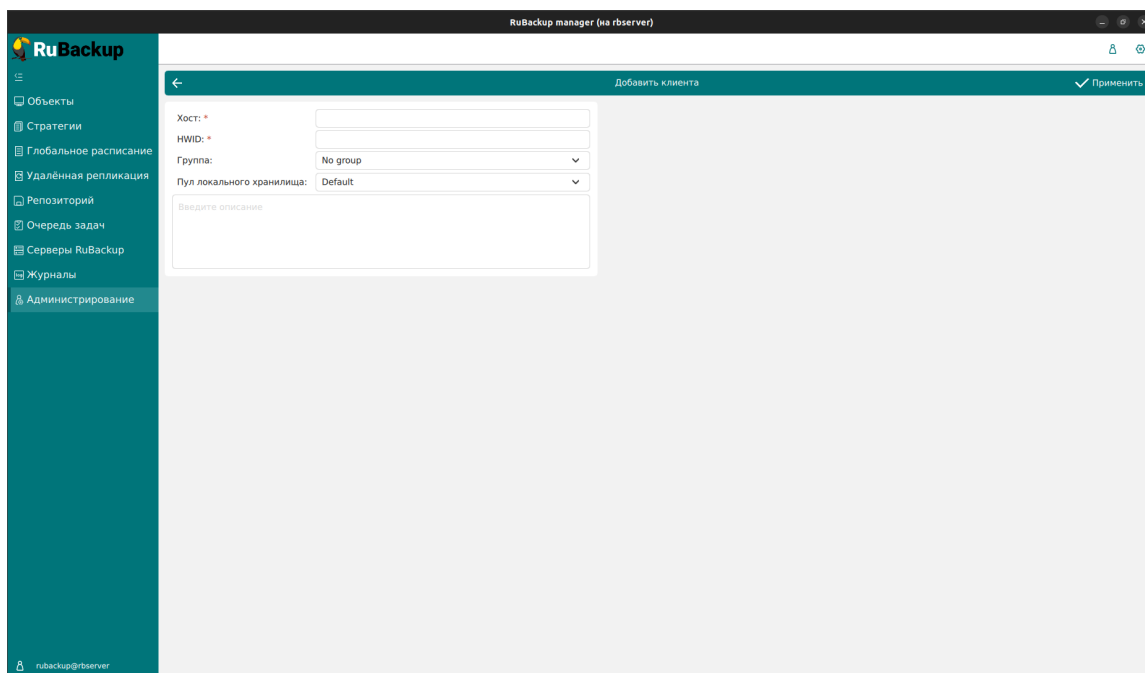 RuBackup manager (на rbserver)
RuBackup
Объекты
Стратегии
Глобальное расписание
Удалённая репликация
Репозиторий
Очередь задач
Серверы RuBackup
Журналы
Администрирование
rubackup@rbserver
Добавить клиента
Применить
Хост: *
HWID: *
Группа: No group
Пул локального хранилища: Default
Введите описание